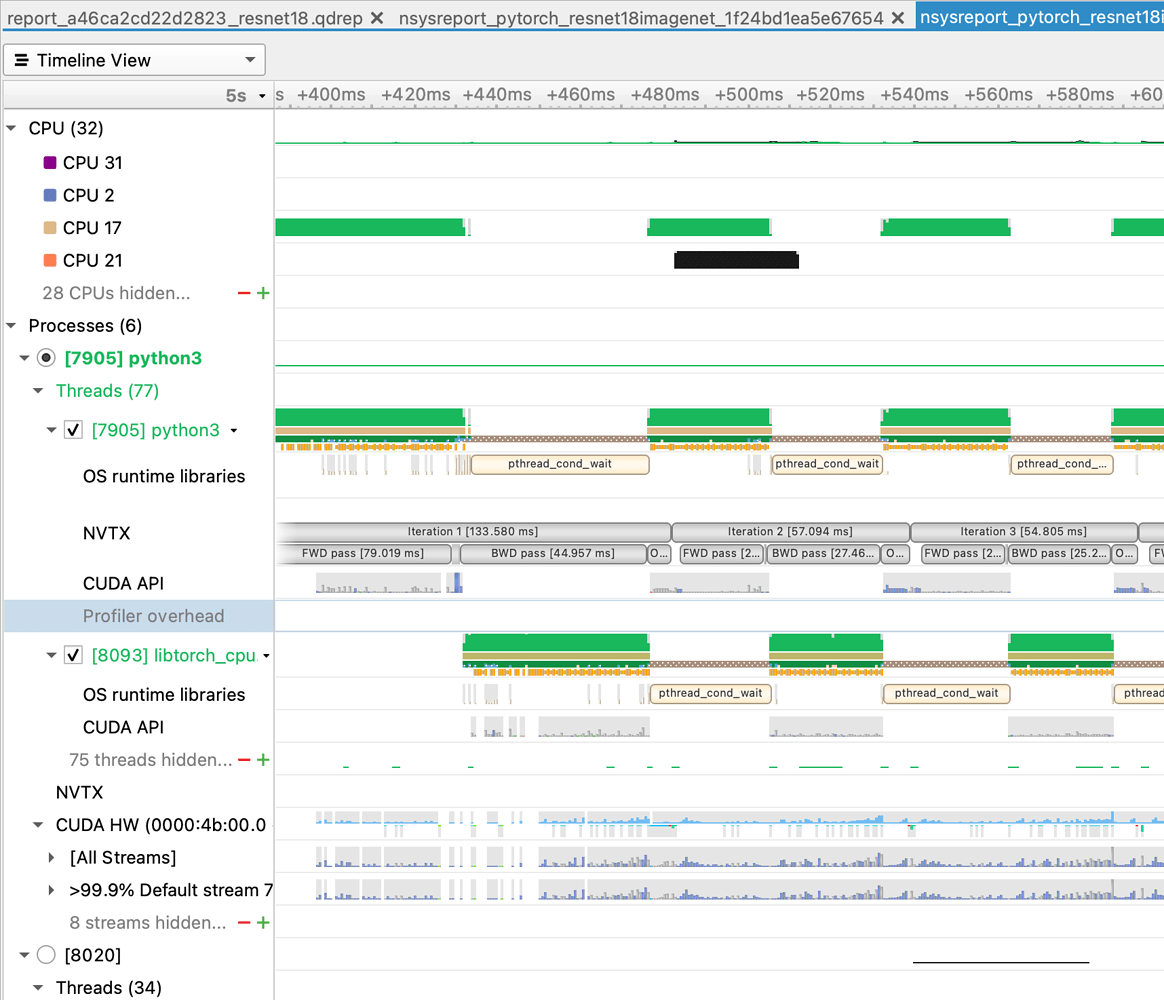 report_a46ca2cd22d2823_resnet18.qdrep ✕ nsysreport_pytorch_resnet18imagenet_1f24bd1ea5e67654 ✕ nsysreport_pytorch_resnet18i
Timeline View
5s s +400ms +420ms +440ms +460ms +480ms +500ms +520ms +540ms +560ms +580ms +60
CPU (32)
CPU 31
CPU 2
CPU 17
CPU 21
28 CPUs hidden...
Processes (6)
[7905] python3
Threads (77)
[7905] python3
OS runtime libraries pthread_cond_wait pthread_cond_wait pthread_cond_...
NVTX Iteration 1 [133.580 ms] Iteration 2 [57.094 ms] Iteration 3 [54.805 ms]
FWD pass [79.019 ms] BWD pass [44.957 ms] O... FWD pass [2... BWD pass [27.46... O... FWD pass [2... BWD pass [25.2... O...
CUDA API
Profiler overhead
[8093] libtorch_cpu.
OS runtime libraries pthread_cond_wait pthread_cond_wait pthread
CUDA API
75 threads hidden...
NVTX
CUDA HW (0000:4b:00.0
[All Streams]
>99.9% Default stream 7
8 streams hidden...
[8020]
Threads (34)